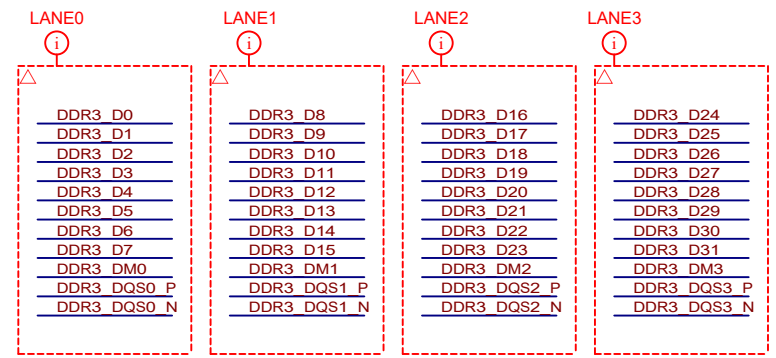 LANE0
i
DDR3_D0
DDR3_D1
DDR3_D2
DDR3_D3
DDR3_D4
DDR3_D5
DDR3_D6
DDR3_D7
DDR3_DM0
DDR3_DQS0_P
DDR3_DQS0_N
LANE1
i
DDR3_D8
DDR3_D9
DDR3_D10
DDR3_D11
DDR3_D12
DDR3_D13
DDR3_D14
DDR3_D15
DDR3_DM1
DDR3_DQS1_P
DDR3_DQS1_N
LANE2
i
DDR3_D16
DDR3_D17
DDR3_D18
DDR3_D19
DDR3_D20
DDR3_D21
DDR3_D22
DDR3_D23
DDR3_DM2
DDR3_DQS2_P
DDR3_DQS2_N
LANE3
i
DDR3_D24
DDR3_D25
DDR3_D26
DDR3_D27
DDR3_D28
DDR3_D29
DDR3_D30
DDR3_D31
DDR3_DM3
DDR3_DQS3_P
DDR3_DQS3_N